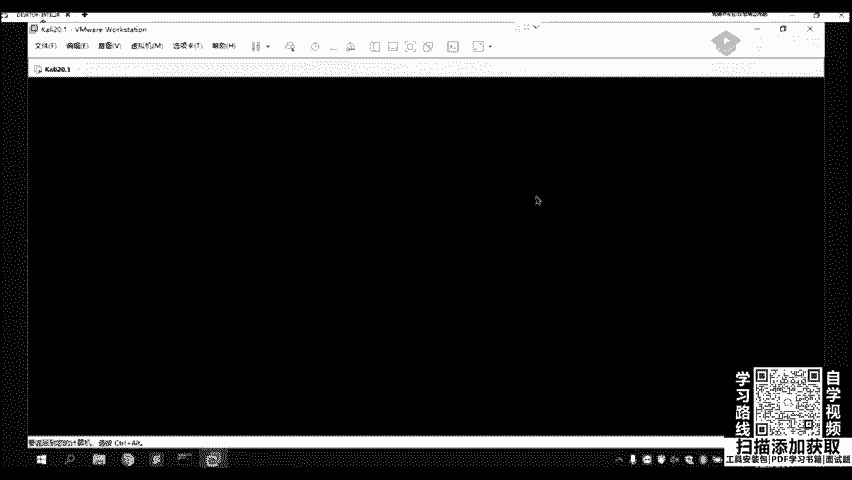 Kali20.1 - VMware Workstation
文件(F) 编辑(E) 查看(V) 虚拟机(M) 选项卡(T) 帮助(H)
Kali20.1
要返回到您的计算机，请按 Ctrl+Alt。
学习路线
自学视频
扫描添加获取
工具安装包|PDF学习书籍|面试题